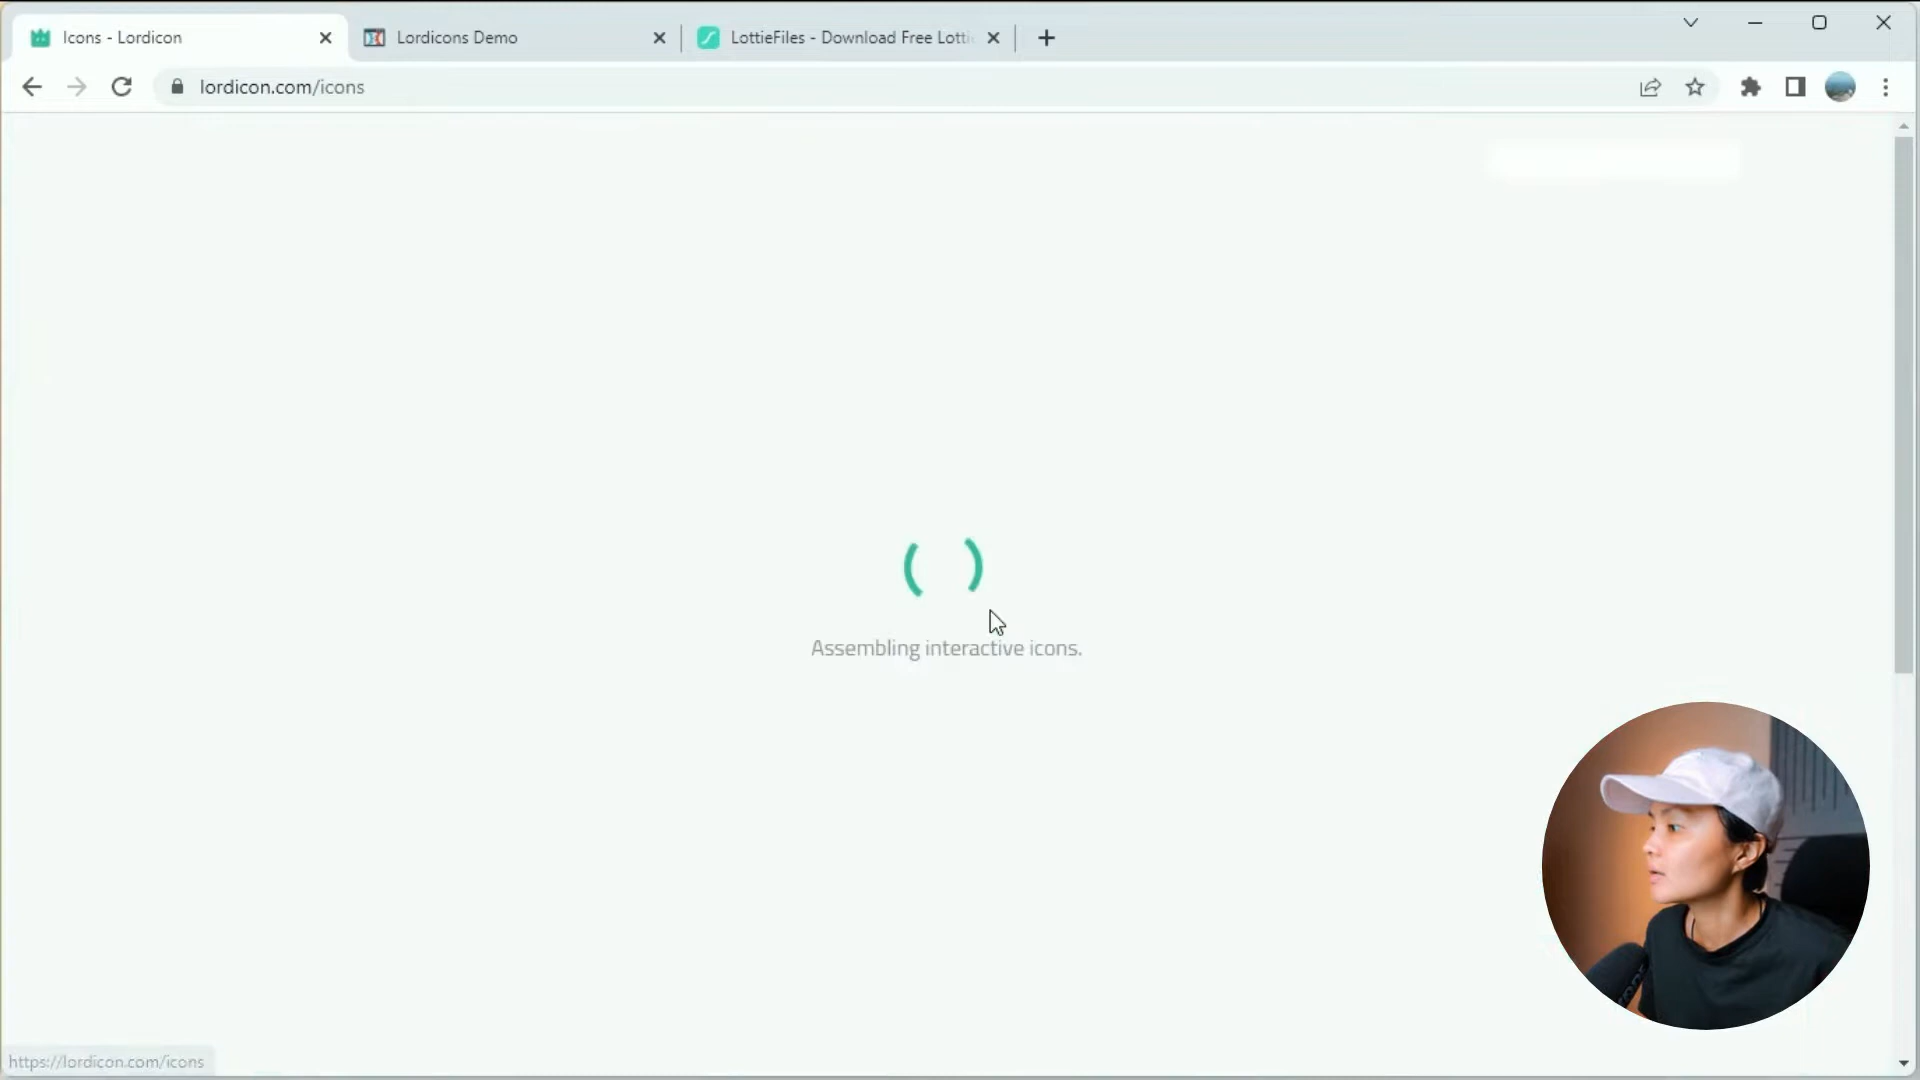 Icons - Lordicon
Lordicons Demo
LottieFiles - Download Free Lotti
lordicon.com/icons
Assembling interactive icons.
https://lordicon.com/icons